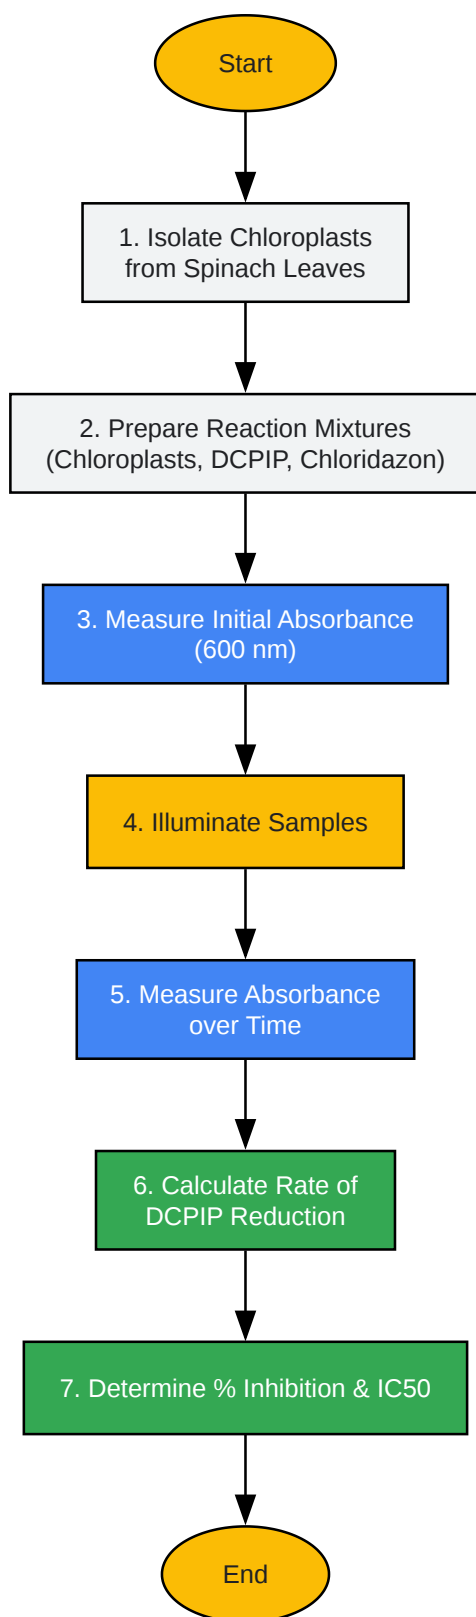 Start
1. Isolate Chloroplasts
from Spinach Leaves
2. Prepare Reaction Mixtures
(Chloroplasts, DCPIP, Chloridazon)
3. Measure Initial Absorbance
(600 nm)
4. Illuminate Samples
5. Measure Absorbance
over Time
6. Calculate Rate of
DCPIP Reduction
7. Determine % Inhibition & IC50
End